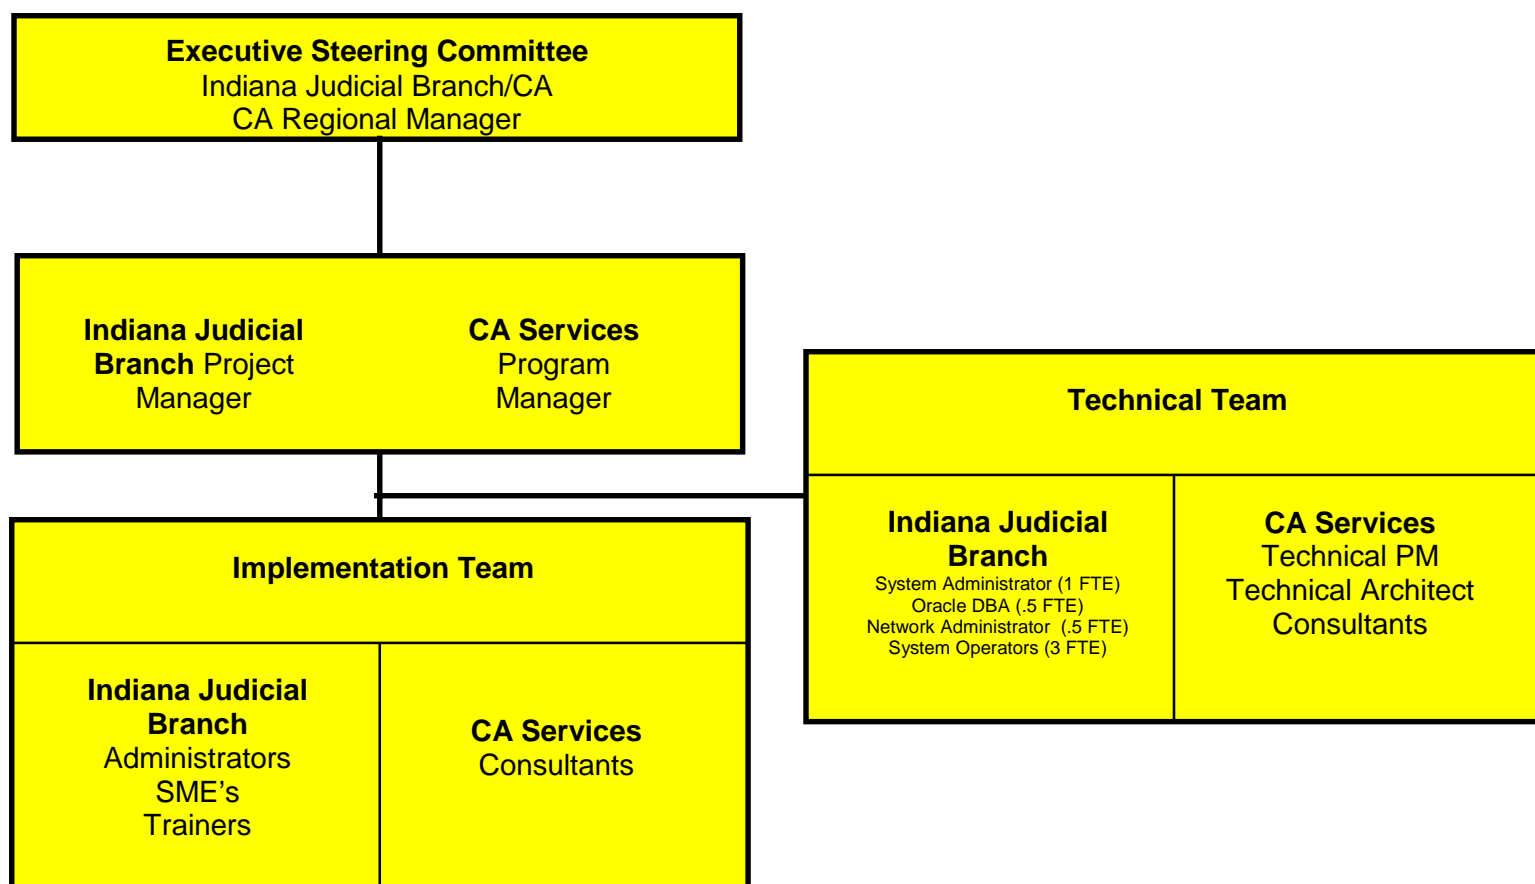 Executive Steering Committee
Indiana Judicial Branch/CA
CA Regional Manager
Indiana Judicial
Branch Project
Manager
CA Services
Program
Manager
Technical Team
Indiana Judicial
Branch
System Administrator (1 FTE)
Oracle DBA (.5 FTE)
Network Administrator  (.5 FTE)
System Operators (3 FTE)
CA Services
Technical PM
Technical Architect
Consultants
Implementation Team
Indiana Judicial
Branch
Administrators
SME’s
Trainers
CA Services
Consultants